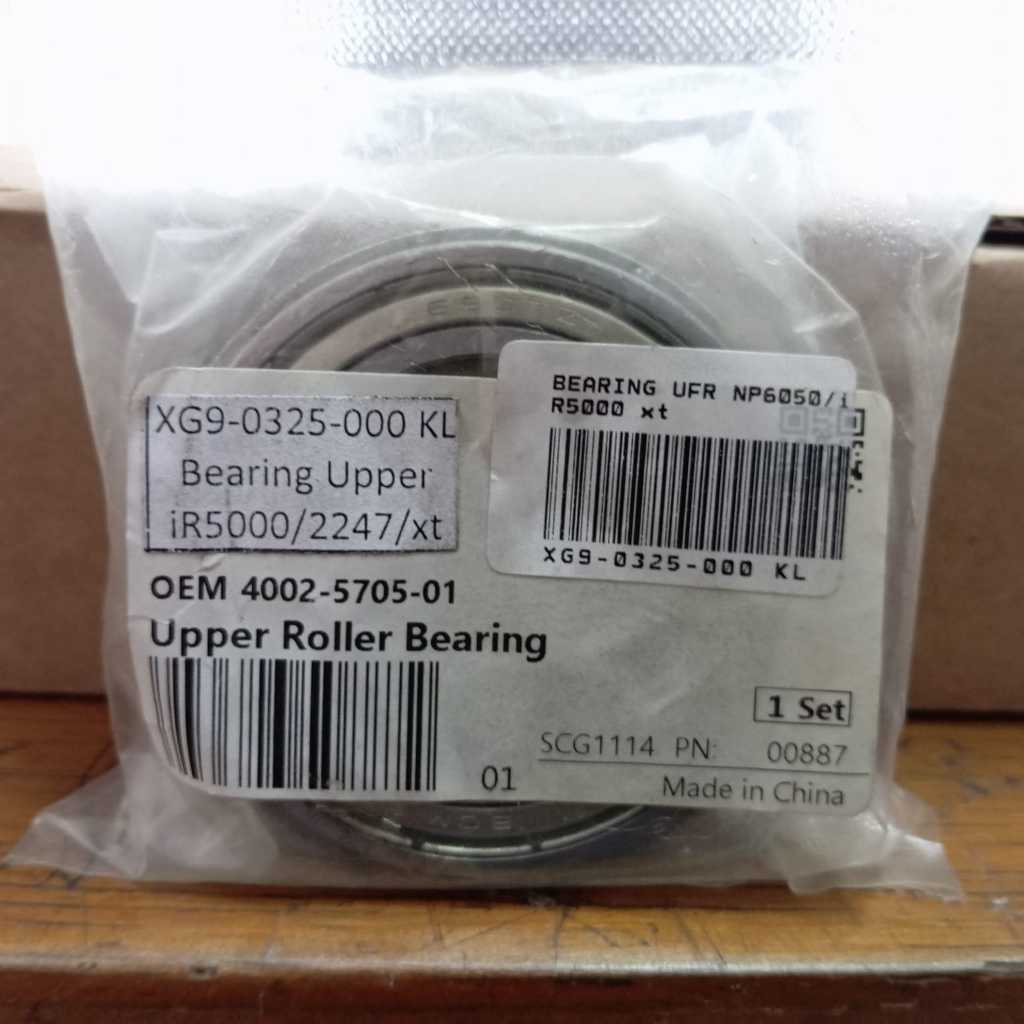 XG9-0325-000 KL
Bearing Upper
iR5000/2247/xt
BEARING UFR NP6050/i
R5000 xt
XG9-0325-000 KL
OEM 4002-5705-01
Upper Roller Bearing
01
1 Set
SCG1114 PN: 00887
Made in China